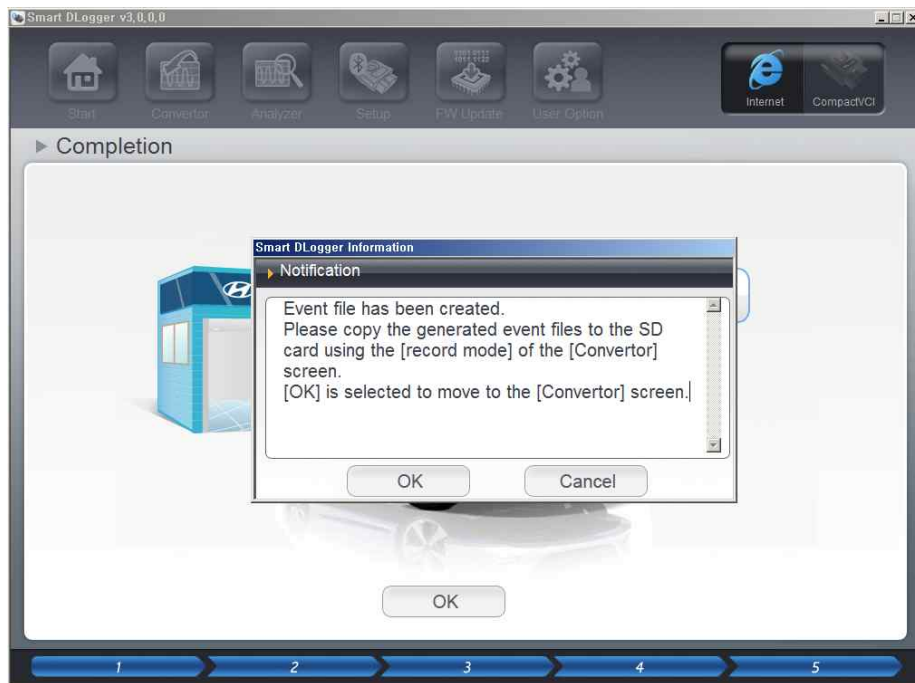 Smart DLogger v3,0,0,0
Start
Convertor
Analyzer
Setup
FW Update
User Option
Internet
CompactVCI
Completion
Smart DLogger Information
Notification
Event file has been created.
Please copy the generated event files to the SD
card using the [record mode] of the [Convertor]
screen.
[OK] is selected to move to the [Convertor] screen.
OK
Cancel
OK
1
2
3
4
5